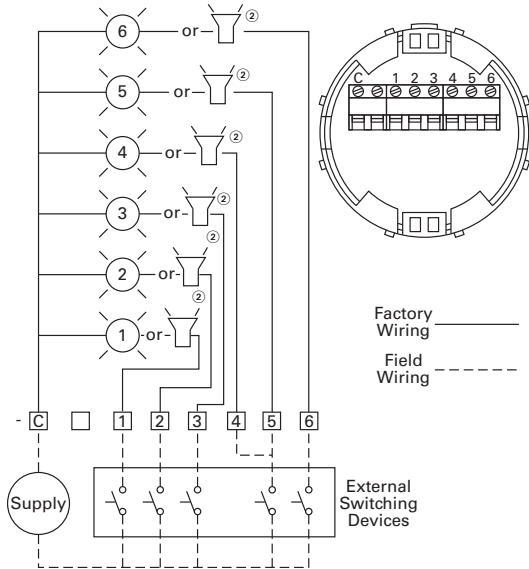 6 or ②
5 or ②
4 or ②
3 or ②
2 or ②
1 or ②
- C 1 2 3 4 5 6
Supply
External
Switching
Devices
C 1 2 3 4 5 6
Factory
Wiring
Field
Wiring